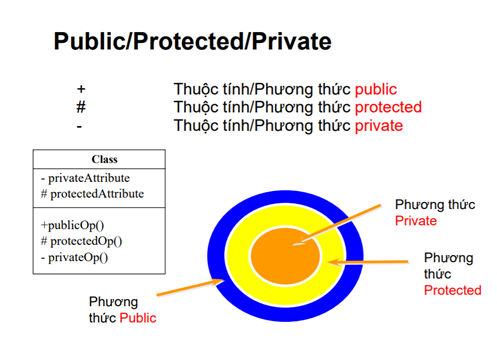 Public/Protected/Private
+ Thuộc tính/Phương thức public
# Thuộc tính/Phương thức protected
- Thuộc tính/Phương thức private
Class
- privateAttribute
# protectedAttribute
+publicOp()
# protectedOp()
- privateOp()
Phương thức
Private
Phương
thức
Protected
Phương
thức Public